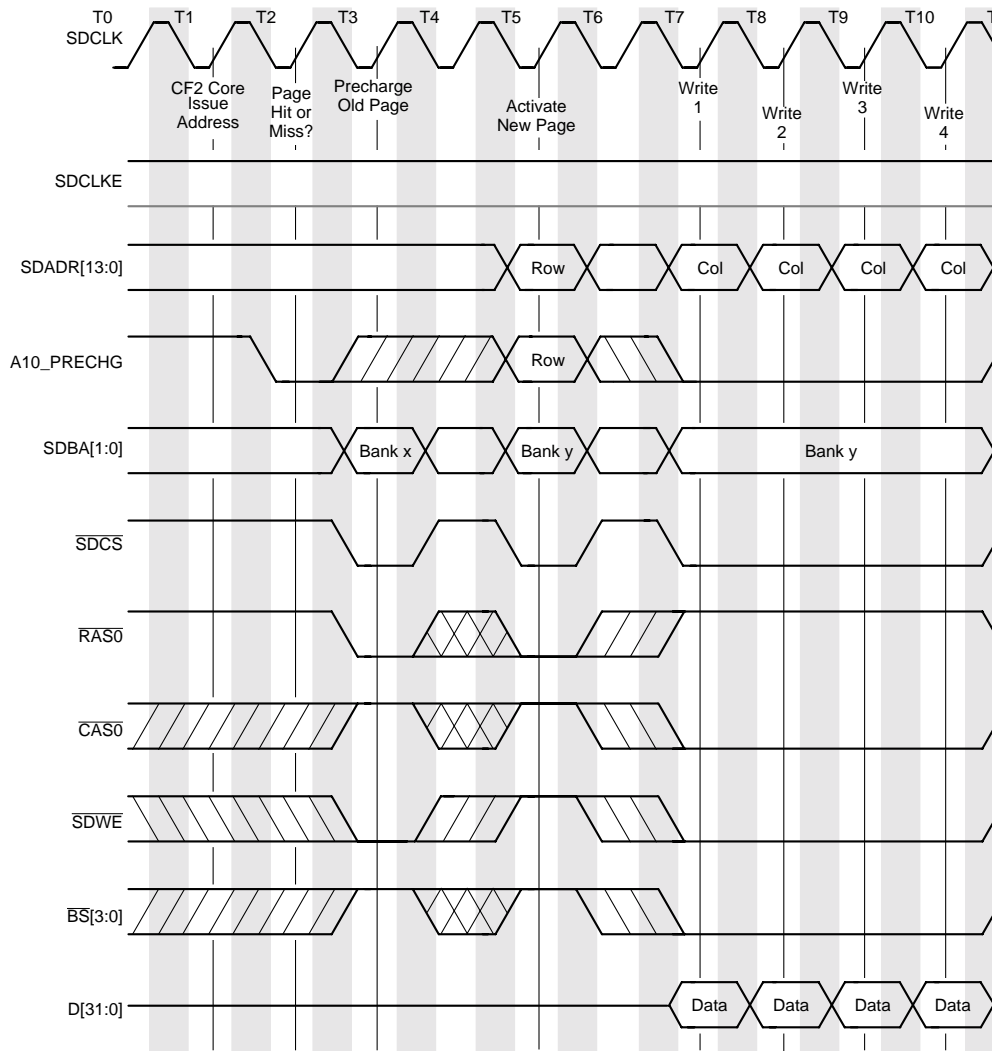 T0 T1 T2 T3 T4 T5 T6 T7 T8 T9 T10 T
SDCLK
CF2 Core
Issue
Address
Page
Hit or
Miss?
Precharge
Old Page
Activate
New Page
Write
1
Write
2
Write
3
Write
4
SDCLKE
SDADR[13:0] Row Col Col Col Col
A10_PRECHG Row
SDBA[1:0] Bank x Bank y Bank y
SDCS
RAS0
CAS0
SDWE
BS[3:0]
D[31:0] Data Data Data Data